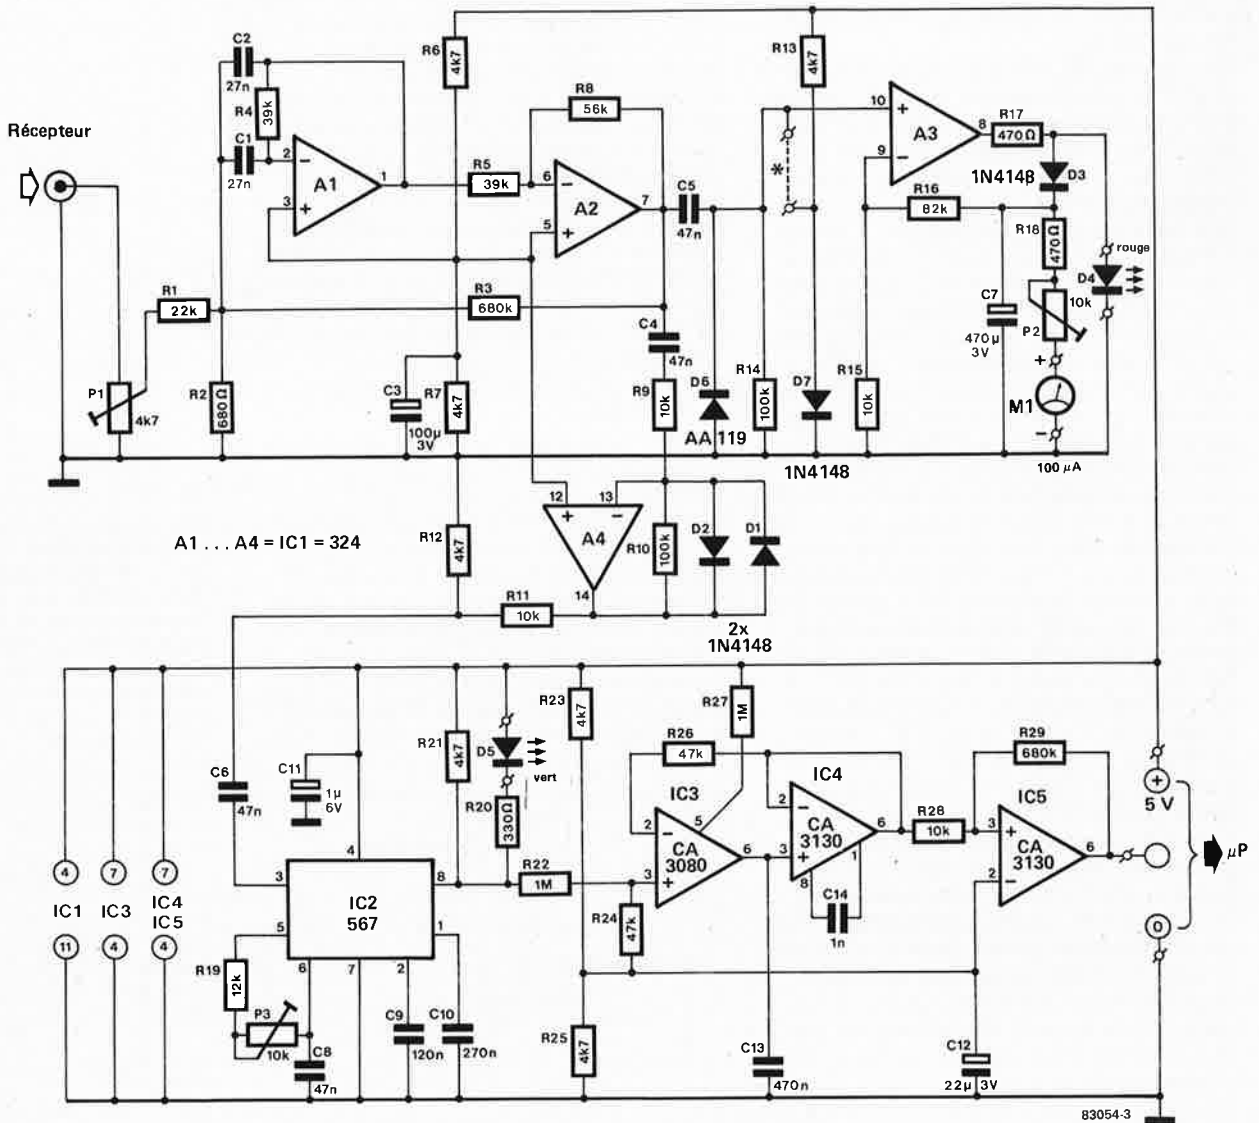 Récepteur
C2
27n
R4
39k
C1
27n
2
3
A1
1
R6
4k7
R5
39k
R8
56k
6
5
A2
7
C5
47n
R13
4k7
*
10
9
A3
8
R17
470Ω
1N4148
D3
R16
82k
R18
470Ω
rouge
D4
R1
22k
R3
680k
C4
47n
C7
470µ
3V
10k
P2
P1
4k7
R2
680Ω
C3
100µ
3V
R7
4k7
R9
10k
D6
AA 119
R14
100k
D7
1N4148
R15
10k
+
M1
−
100 µA
A1 . . . A4 = IC1 = 324
R12
4k7
12
13
A4
14
R10
100k
D2
D1
R11
10k
2x
1N4148
C6
47n
C11
1µ
6V
R21
4k7
D5
vert
R20
330Ω
R23
4k7
R27
1M
R26
47k
IC3
CA
3080
2
3
5
6
IC4
CA
3130
2
3
6
8
1
C14
1n
R28
10k
R29
680k
IC5
CA
3130
3
2
6
+
5 V
µP
0
4
IC1
11
7
IC3
4
7
IC4
IC5
4
IC2
567
3
5
6
7
2
1
8
4
R22
1M
R24
47k
R19
12k
P3
10k
C8
47n
C9
120n
C10
270n
R25
4k7
C13
470n
C12
22µ 3V
83054-3